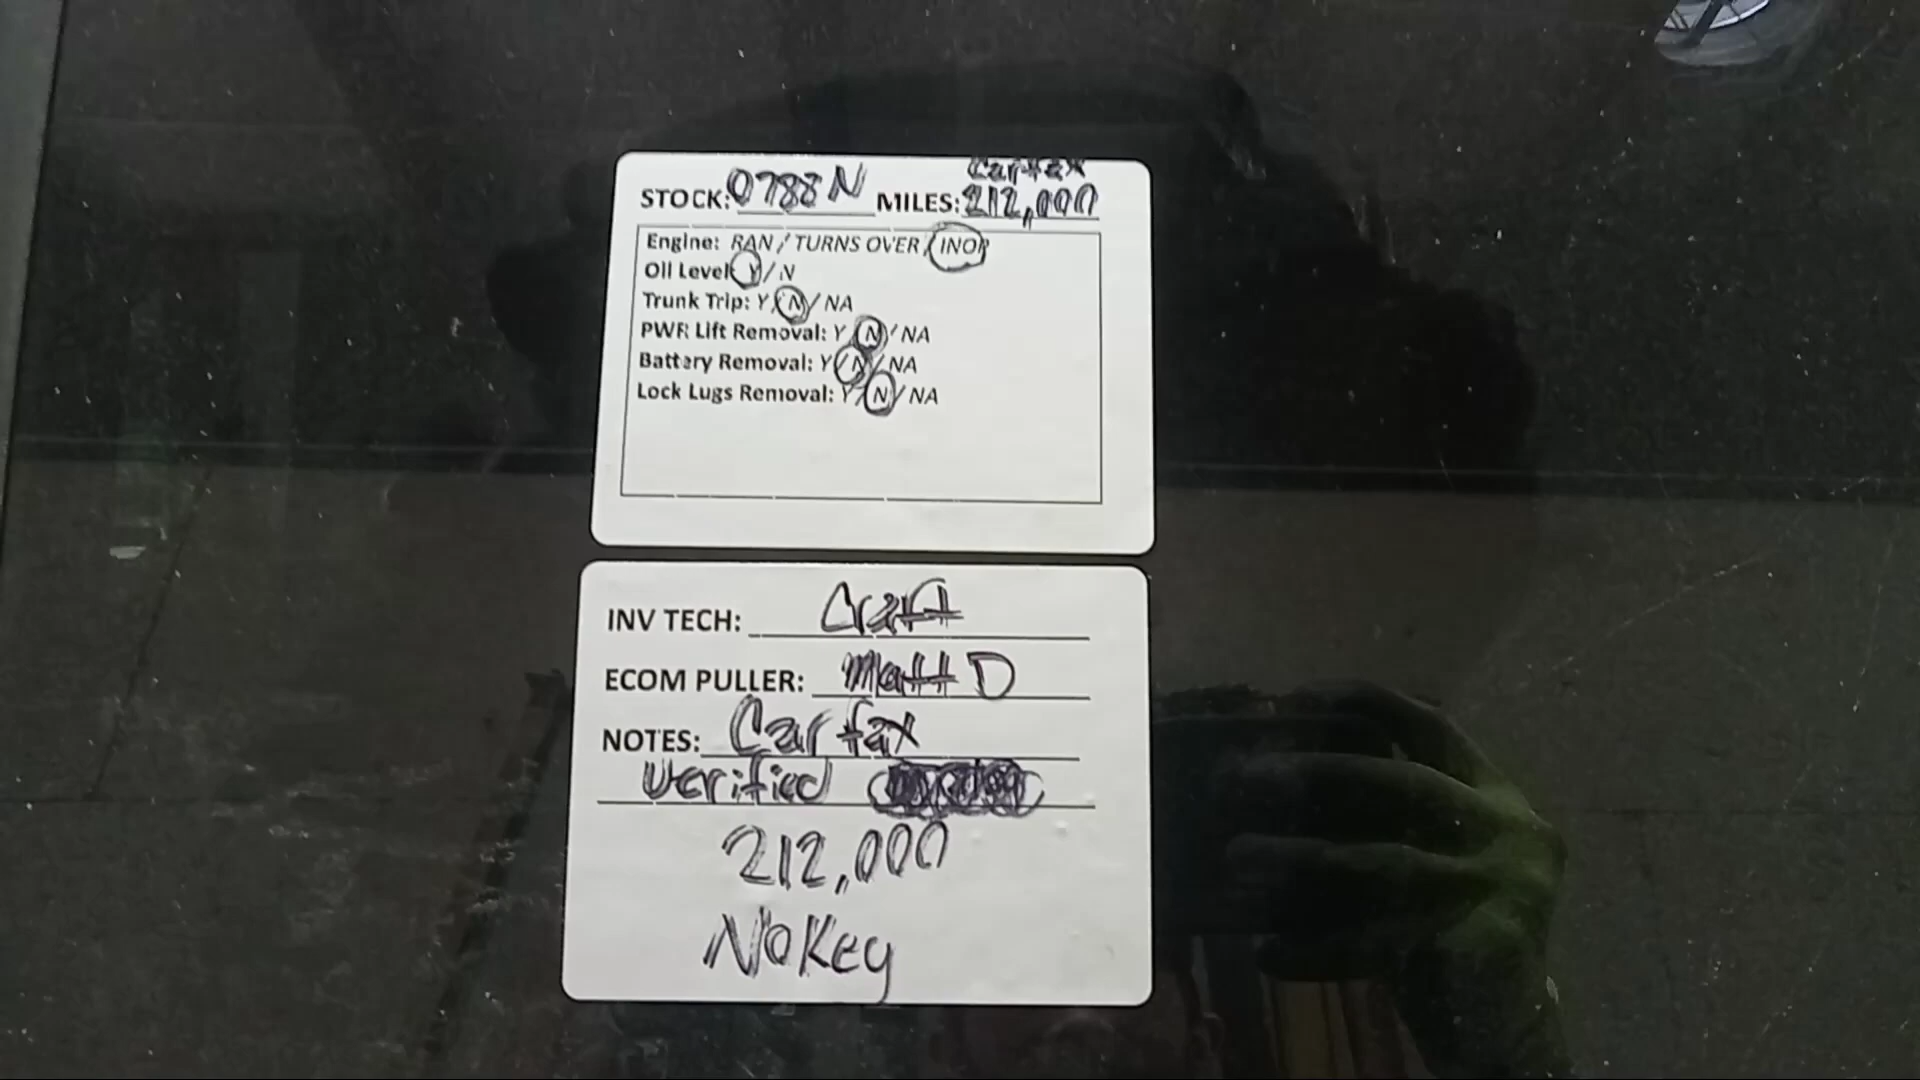 Carfax
STOCK: 0788N MILES: 212,000
Engine: RAN / TURNS OVER / INOP
Oil Level: Y / N
Trunk Trip: Y / N / NA
PWR Lift Removal: Y / N / NA
Battery Removal: Y / N / NA
Lock Lugs Removal: Y / N / NA
INV TECH: Craft
ECOM PULLER: Matt D
NOTES: Carfax
Verified
212,000
No Key